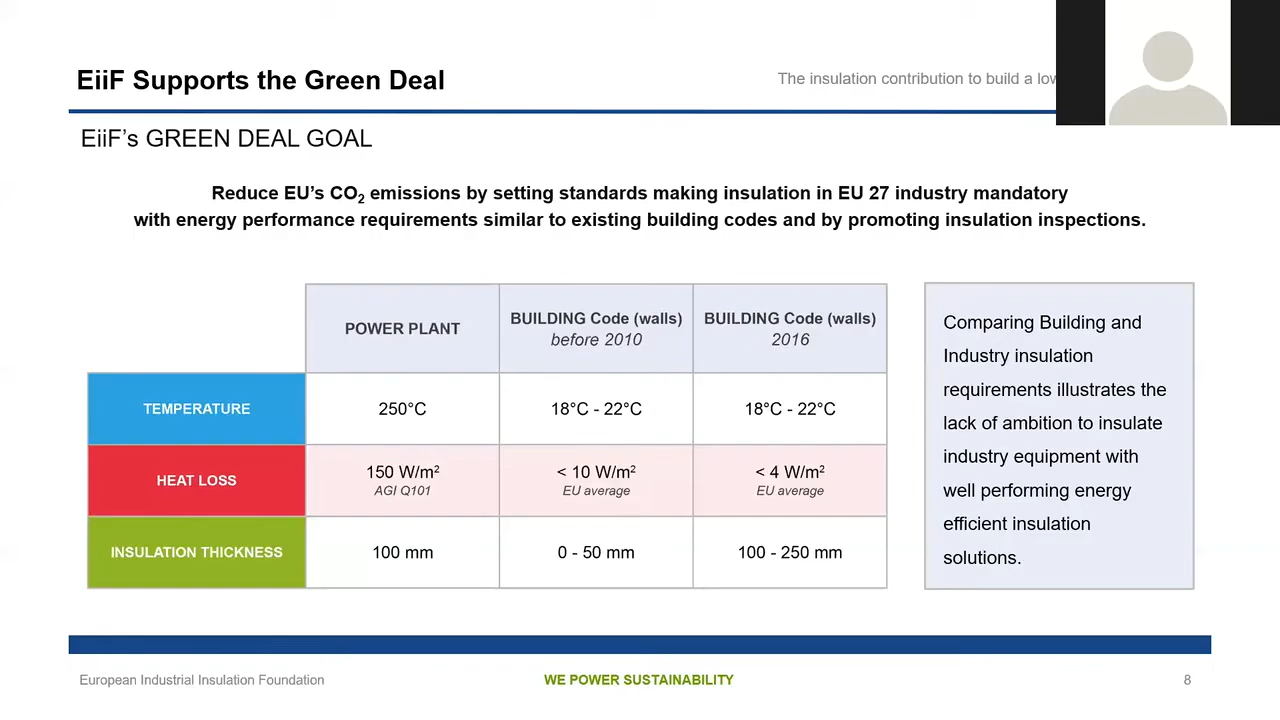 EiiF Supports the Green Deal
The insulation contribution to build a low
EiiF's GREEN DEAL GOAL
Reduce EU's CO₂ emissions by setting standards making insulation in EU 27 industry mandatory
with energy performance requirements similar to existing building codes and by promoting insulation inspections.
POWER PLANT
BUILDING Code (walls)
before 2010
BUILDING Code (walls)
2016
TEMPERATURE
250°C
18°C - 22°C
18°C - 22°C
HEAT LOSS
150 W/m²
AGI Q101
< 10 W/m²
EU average
< 4 W/m²
EU average
INSULATION THICKNESS
100 mm
0 - 50 mm
100 - 250 mm
Comparing Building and
Industry insulation
requirements illustrates the
lack of ambition to insulate
industry equipment with
well performing energy
efficient insulation
solutions.
European Industrial Insulation Foundation
WE POWER SUSTAINABILITY
8